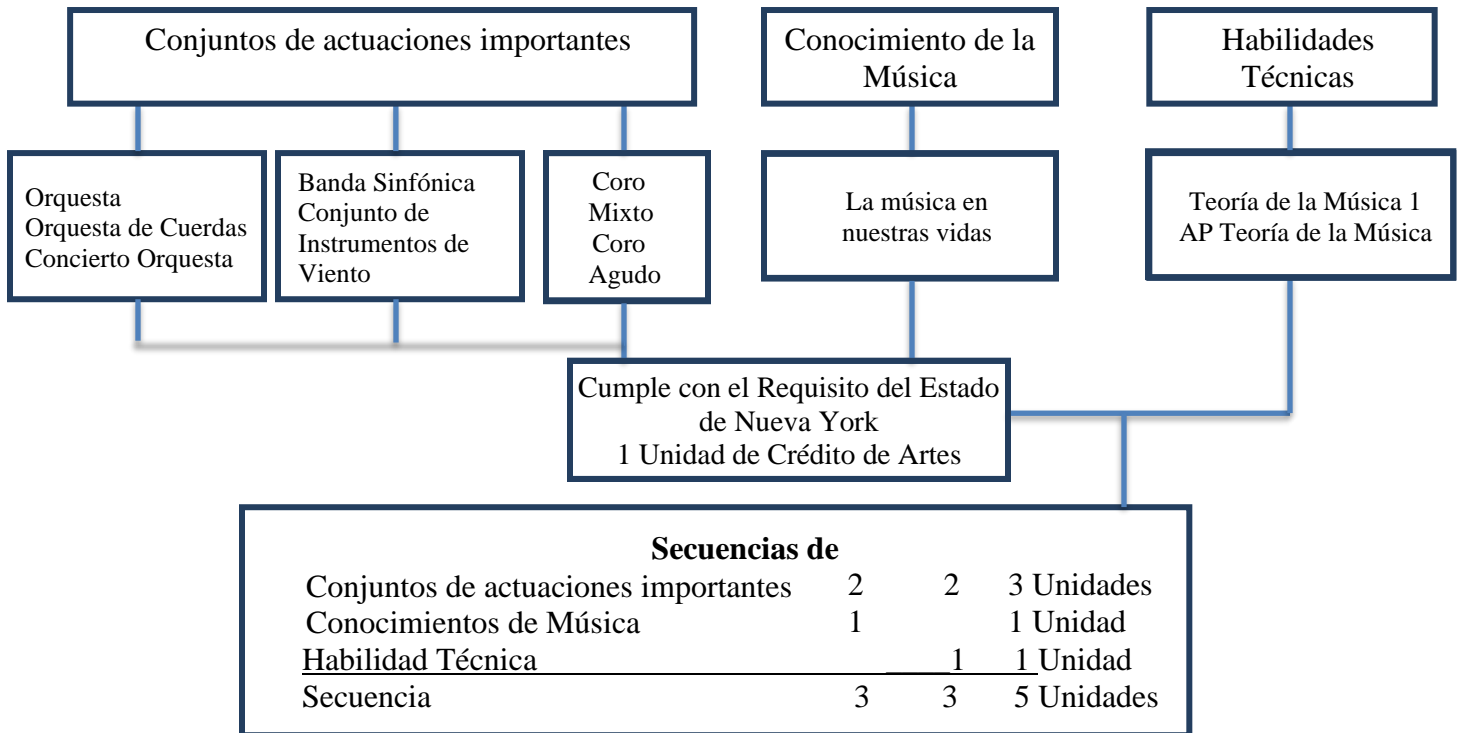 Conjuntos de actuaciones importantes
Conocimiento de la
Música
Habilidades
Técnicas
Orquesta
Orquesta de Cuerdas
Concierto Orquesta
Banda Sinfónica
Conjunto de
Instrumentos de
Viento
Coro
Mixto
Coro
Agudo
La música en
nuestras vidas
Teoría de la Música 1
AP Teoría de la Música
Cumple con el Requisito del Estado
de Nueva York
1 Unidad de Crédito de Artes
Secuencias de
Conjuntos de actuaciones importantes 2 2 3 Unidades
Conocimientos de Música 1 1 Unidad
Habilidad Técnica 1 1 Unidad
Secuencia 3 3 5 Unidades